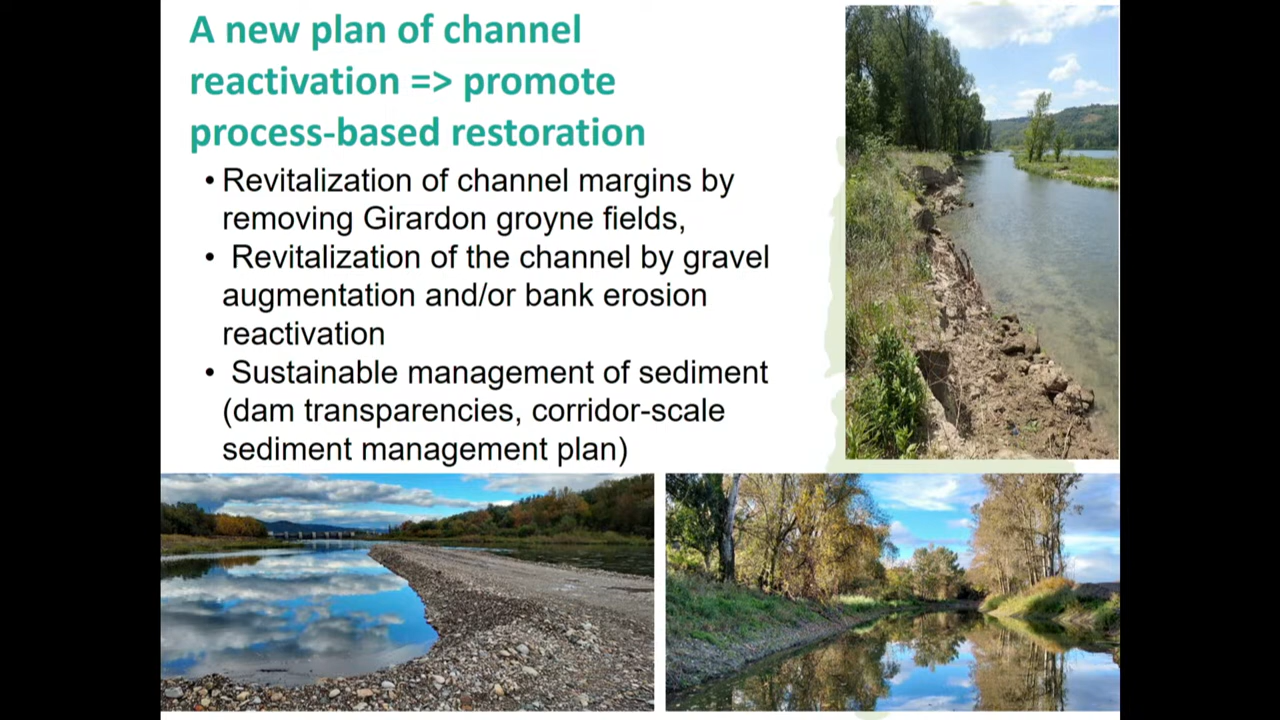 A new plan of channel
reactivation => promote
process-based restoration
• Revitalization of channel margins by
removing Girardon groyne fields,
• Revitalization of the channel by gravel
augmentation and/or bank erosion
reactivation
• Sustainable management of sediment
(dam transparencies, corridor-scale
sediment management plan)